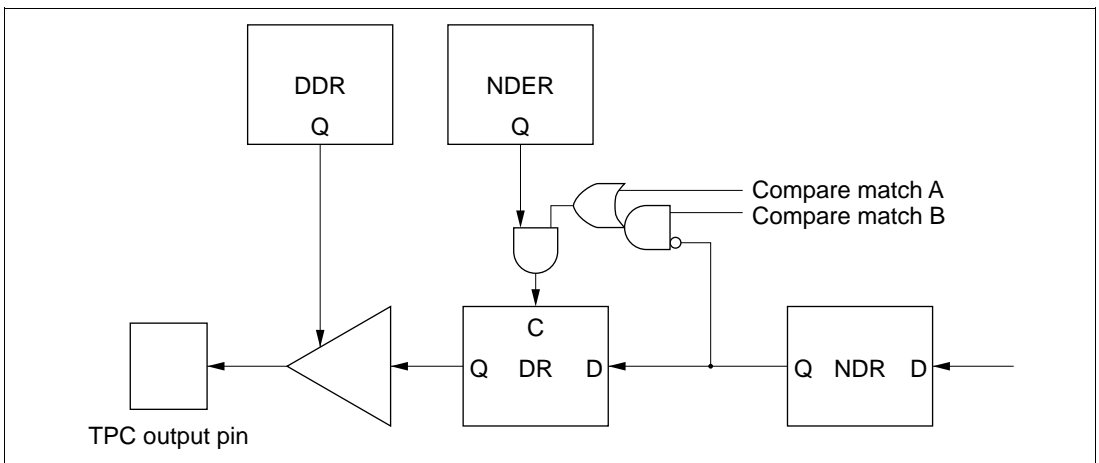 DDR
Q
NDER
Q
Compare match A
Compare match B
C
Q DR D
Q NDR D
TPC output pin